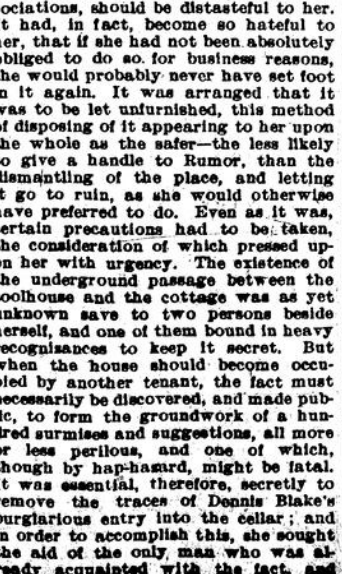 ociations, should be distasteful to her.
t had, in fact, become so hateful to
er, that if she had not been absolutely
bliged to do so. for business reasons,
he would probably never have set foot
n it again. It was arranged that it
was to be let unfurnished, this method
f disposing of it appearing to her upon
he whole as the safer—the less likely
o give a handle to Rumor, than the
dismantling of the place, and letting
t go to ruin, as she would otherwise
have preferred to do. Even as it was,
ertain precautions had to be taken,
he consideration of which pressed up-
on her with urgency. The existence of
he underground passage between the
oolhouse and the cottage was as yet
unknown save to two persons beside
herself, and one of them bound in heavy
recognisances to keep it secret. But
when the house should become occu-
pied by another tenant, the fact must
necessarily be discovered, and made pub-
ic, to form the groundwork of a hun-
dred surmises and suggestions, all more
or less perilous, and one of which,
hough by hap-hazard, might be fatal.
t was essential, therefore, secretly to
remove the traces of Dennis Blake's
burglarious entry into the cellar; and
n order to accomplish this, she sought
he aid of the only man who was al-
ready acquainted with the fact, and